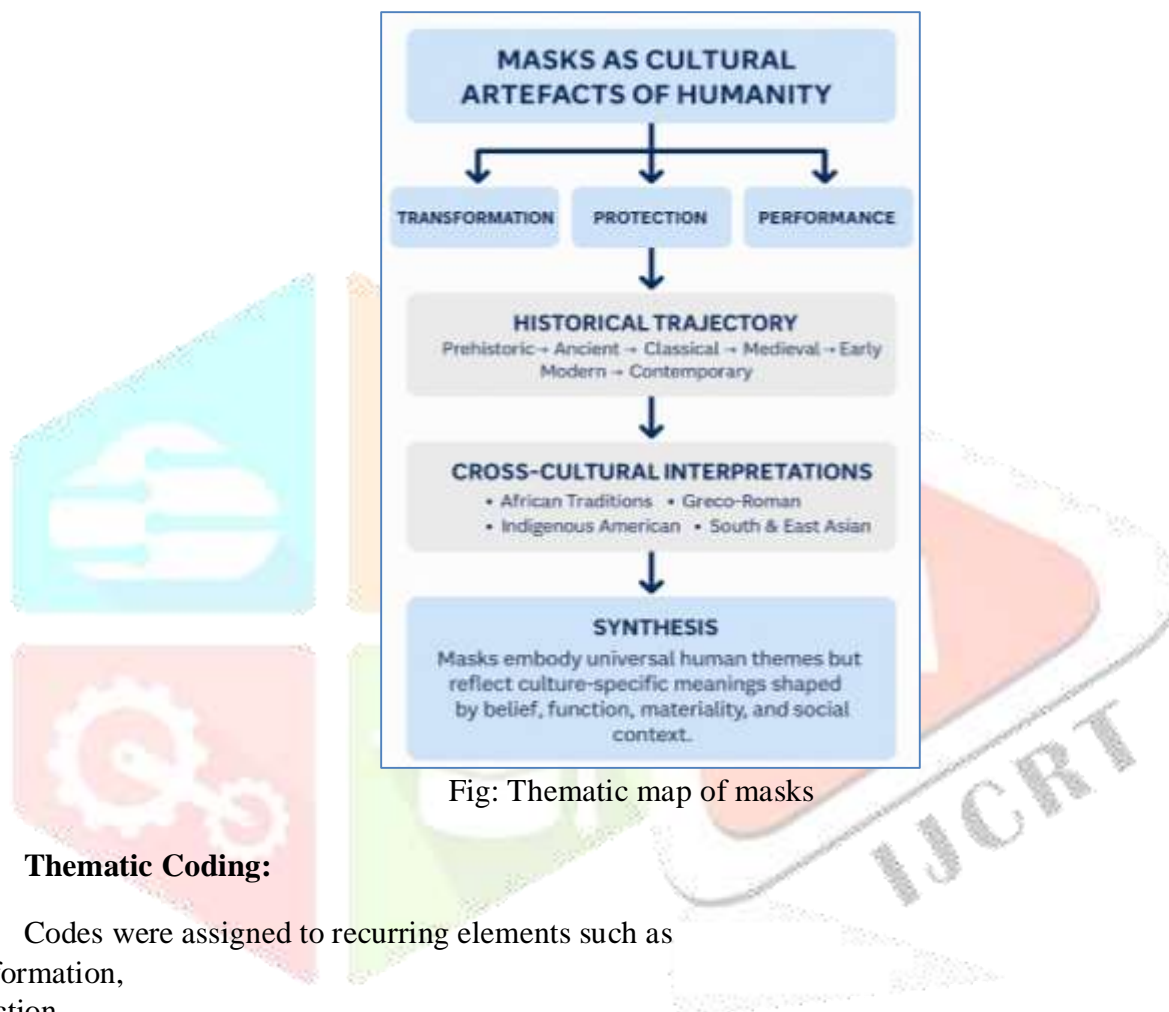 MASKS AS CULTURAL
ARTEFACTS OF HUMANITY
TRANSFORMATION
PROTECTION
PERFORMANCE
HISTORICAL TRAJECTORY
Prehistoric → Ancient → Classical → Medieval → Early
Modern → Contemporary
CROSS-CULTURAL INTERPRETATIONS
• African Traditions • Greco-Roman
• Indigenous American • South & East Asian
SYNTHESIS
Masks embody universal human themes but
reflect culture-specific meanings shaped
by belief, function, materiality, and social
context.
Fig: Thematic map of masks
IJCRT
Thematic Coding:
Codes were assigned to recurring elements such as
formation,